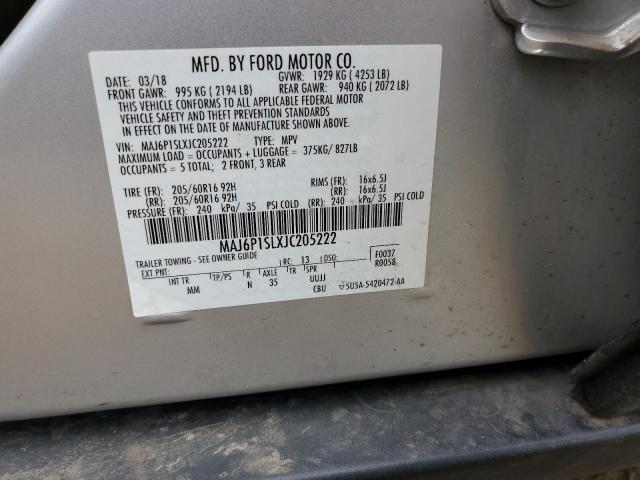 MFD. BY FORD MOTOR CO.
DATE: 03/18 GVWR: 1929 KG ( 4253 LB)
FRONT GAWR: 995 KG ( 2194 LB) REAR GAWR: 940 KG ( 2072 LB)
THIS VEHICLE CONFORMS TO ALL APPLICABLE FEDERAL MOTOR
VEHICLE SAFETY AND THEFT PREVENTION STANDARDS
IN EFFECT ON THE DATE OF MANUFACTURE SHOWN ABOVE.
VIN: MAJ6P1SLXJC205222 TYPE: MPV
MAXIMUM LOAD = OCCUPANTS + LUGGAGE = 375KG/ 827LB
OCCUPANTS = 5 TOTAL; 2 FRONT, 3 REAR
TIRE (FR): 205/60R16 92H RIMS (FR): 16x6.5J
(RR): 205/60R16 92H (RR): 16x6.5J
PRESSURE (FR): 240 kPa/ 35 PSI COLD (RR): 240 kPa/ 35 PSI COLD
MAJ6P1SLXJC205222
TRAILER TOWING - SEE OWNER GUIDE RC: 13 DSO: F0037
EXT PNT: R0058
INT TR TP/PS R AXLE TR SPR
MM N 35 UUJJ
CBU 5U5A-5420472-AA